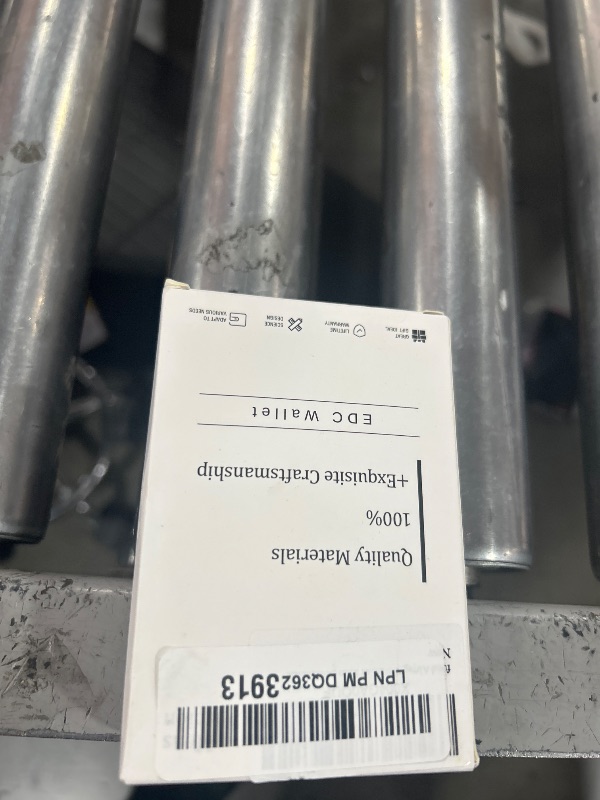 LPN PM DQ3623913
Quality Materials
100%
+Exquisite Craftsmanship
EDC Wallet
GREAT
GIFT IDEAL
LIFETIME
WARRANTY
SCIENCE
DESIGN
ADAPT TO
VARIOUS NEEDS